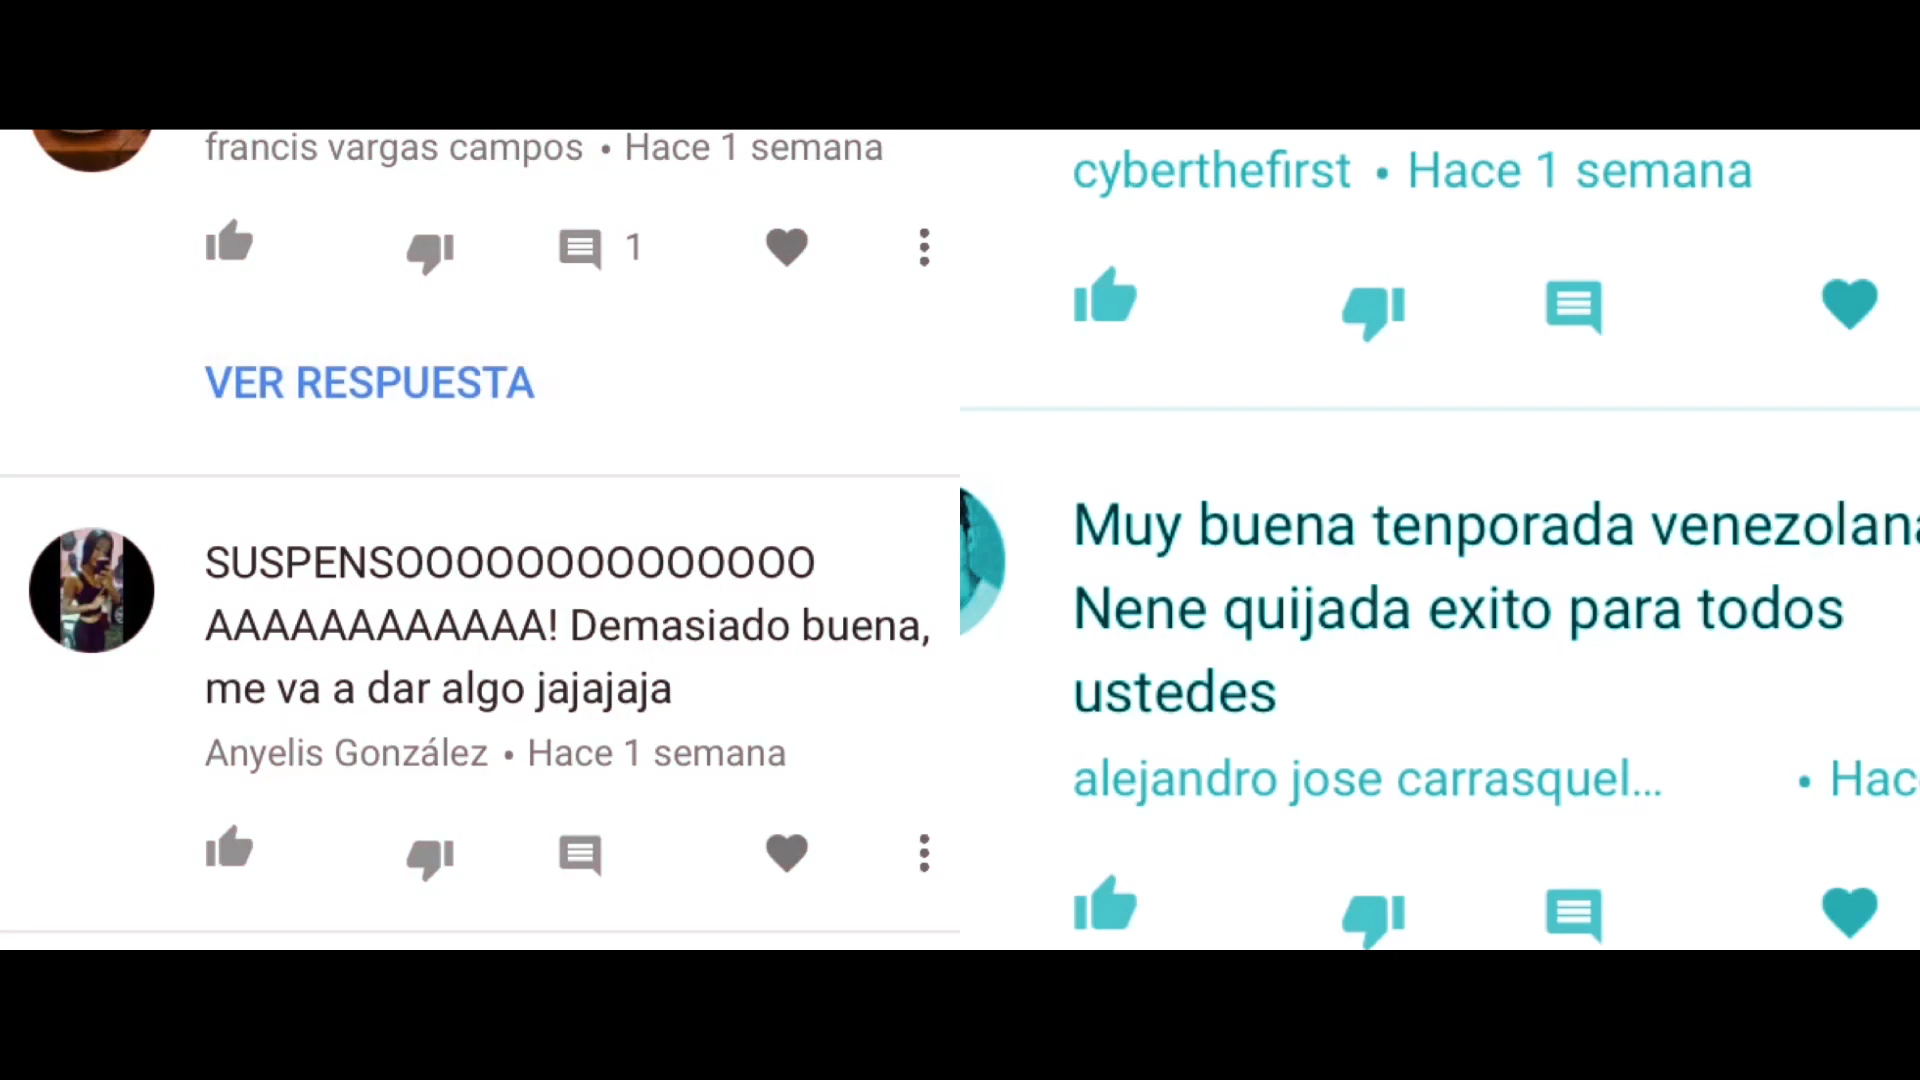 francis vargas campos • Hace 1 semana
1
VER RESPUESTA
SUSPENSOOOOOOOOOOOOOO
AAAAAAAAAAAA! Demasiado buena,
me va a dar algo jajajaja
Anyelis González • Hace 1 semana
cyberthefirst • Hace 1 semana
Muy buena tenporada venezolana
Nene quijada exito para todos
ustedes
alejandro jose carrasquel... • Hac